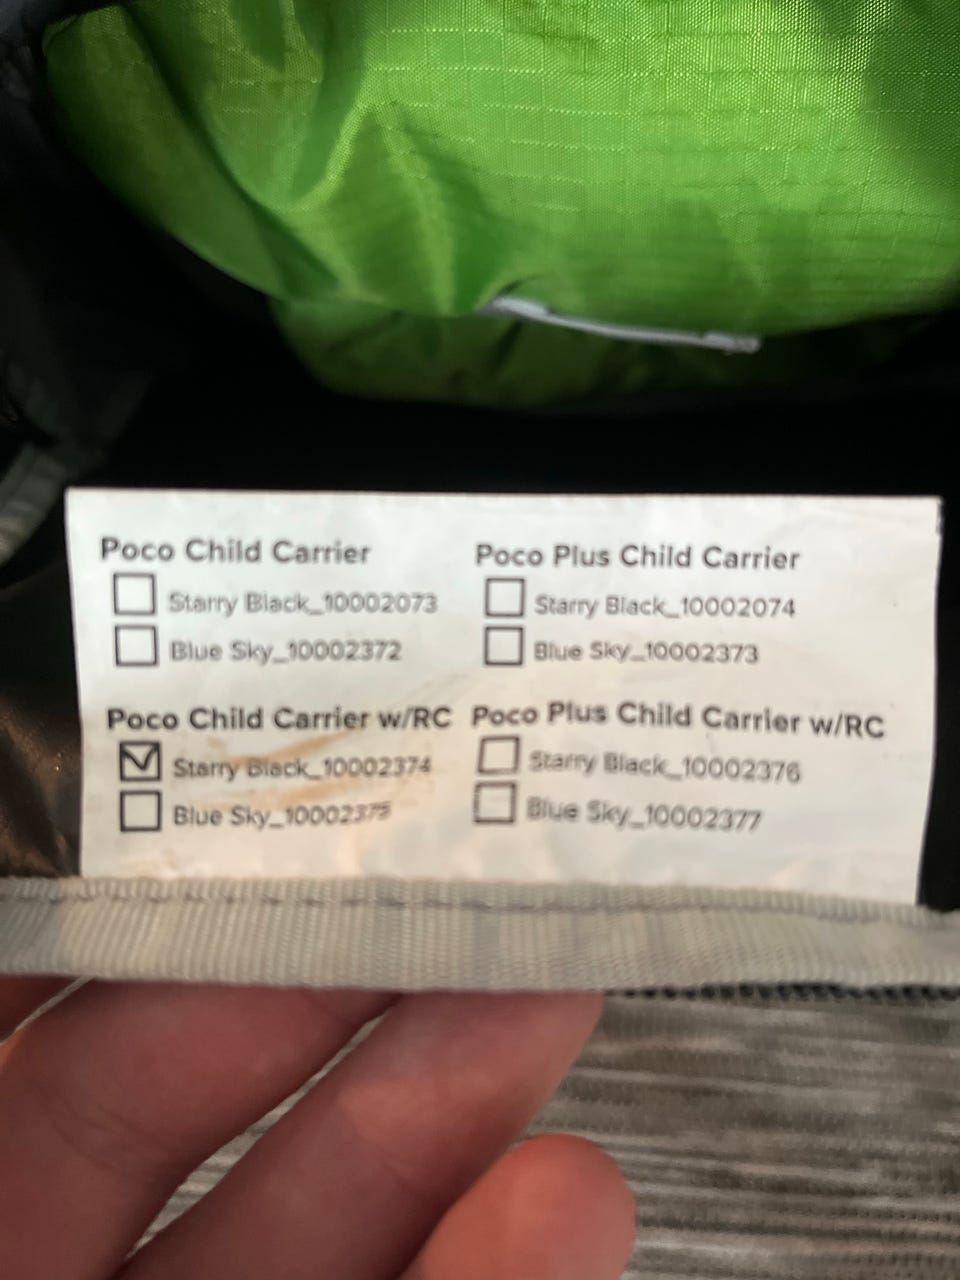 Poco Child Carrier
Starry Black_10002073
Blue Sky_10002372
Poco Plus Child Carrier
Starry Black_10002074
Blue Sky_10002373
Poco Child Carrier w/RC
Starry Black_10002374
Blue Sky_10002375
Poco Plus Child Carrier w/RC
Starry Black_10002376
Blue Sky_10002377